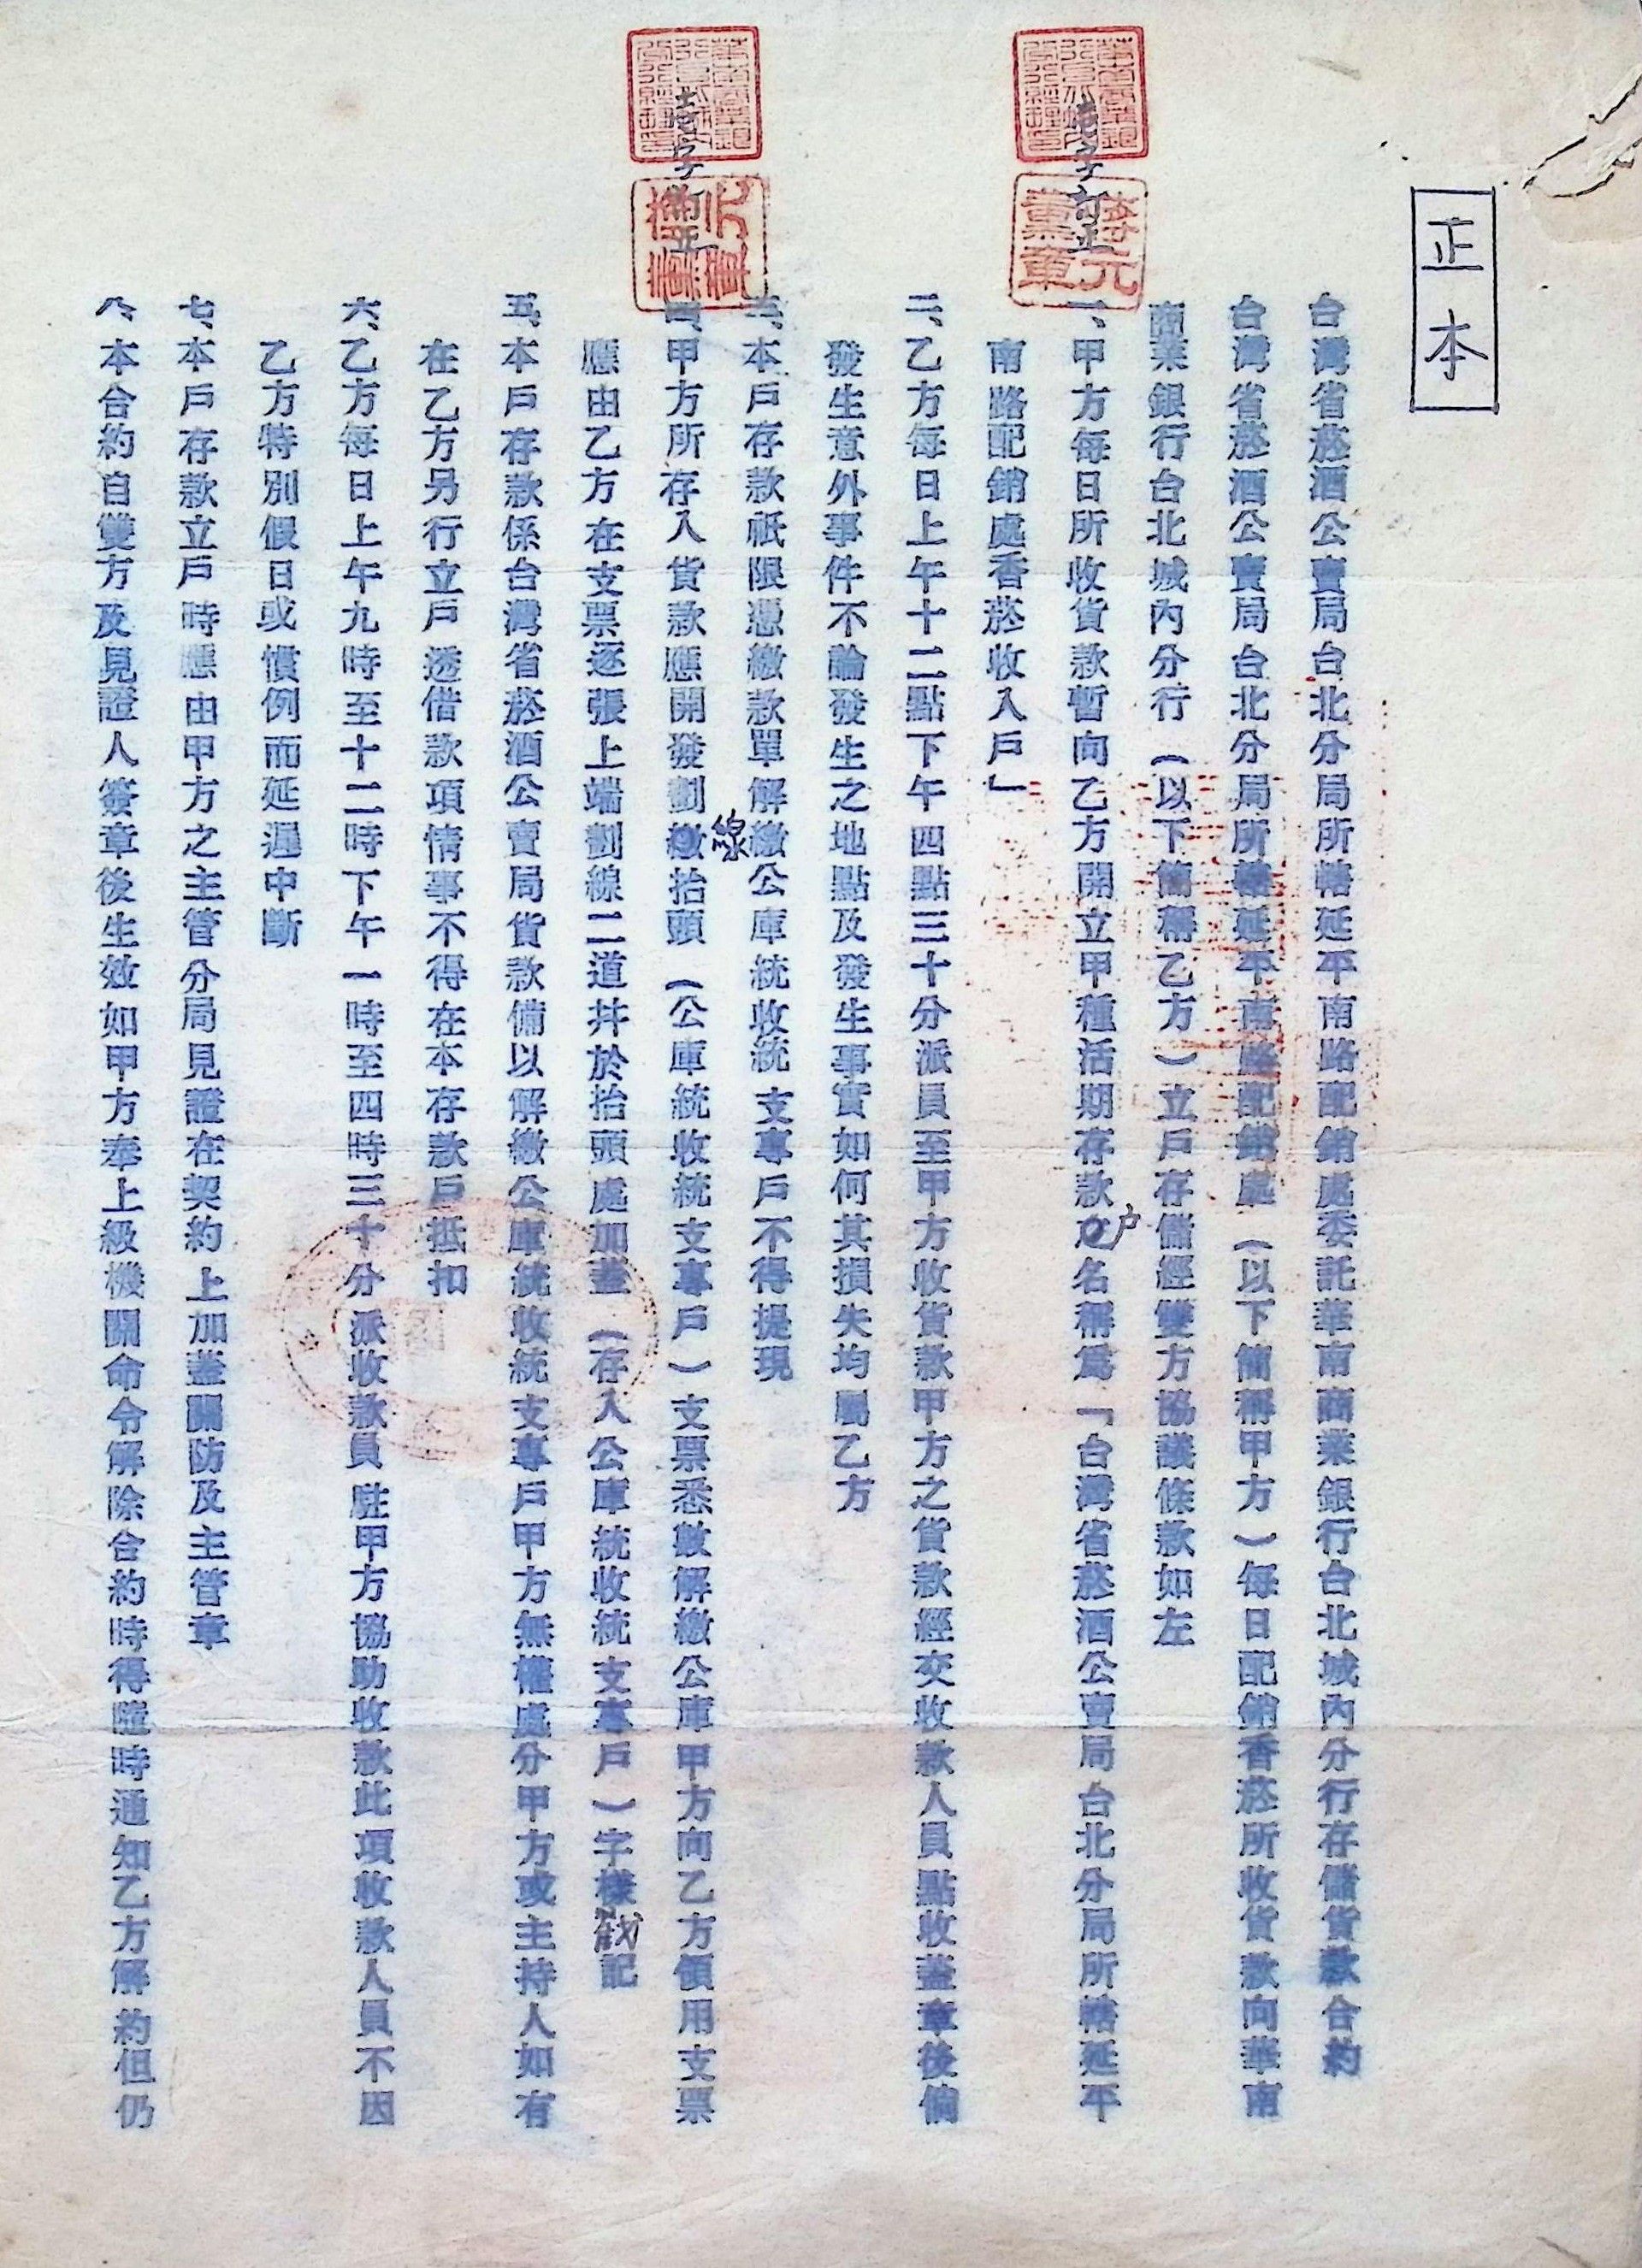 正本
台灣省菸酒公賣局台北分局所轄延平南路配銷處委託華南商業銀行台北城內分行存儲貨款合約
台灣省菸酒公賣局台北分局所轄延平南路配銷處（以下簡稱甲方）每日配銷香菸所收貨款向華南
商業銀行台北城內分行（以下簡稱乙方）立戶存儲經雙方協議條款如左
一、甲方每日所收貨款暫向乙方開立甲種活期存款戶名稱爲「台灣省菸酒公賣局台北分局所轄延平
南路配銷處香菸收入戶」
二、乙方每日上午十二點下午四點三十分派員至甲方收貨款甲方之貨款經交收款人員點收蓋章後倘
發生意外事件不論發生之地點及發生事實如何其損失均屬乙方
三、本戶存款祇限憑繳款單解繳公庫統收統支專戶不得提現
四、甲方所存入貨款應開發劃線抬頭（公庫統收統支專戶）支票悉數解繳公庫甲方向乙方領用支票
應由乙方在支票逐張上端劃線二道幷於抬頭處加蓋（存入公庫統收統支專戶）字樣戳記
五、本戶存款係台灣省菸酒公賣局貨款備以解繳公庫統收統支專戶甲方無權處分甲方或主持人如有
在乙方另行立戶透借款項情事不得在本存款戶抵扣
六、乙方每日上午九時至十二時下午一時至四時三十分派收款員駐甲方協助收款此項收款人員不因
乙方特別假日或慣例而延遲中斷
七、本戶存款立戶時應由甲方之主管分局見證在契約上加蓋關防及主管章
八、本合約自雙方及見證人簽章後生效如甲方奉上級機關命令解除合約時得隨時通知乙方解約但仍
壹字訂正
壹字
正